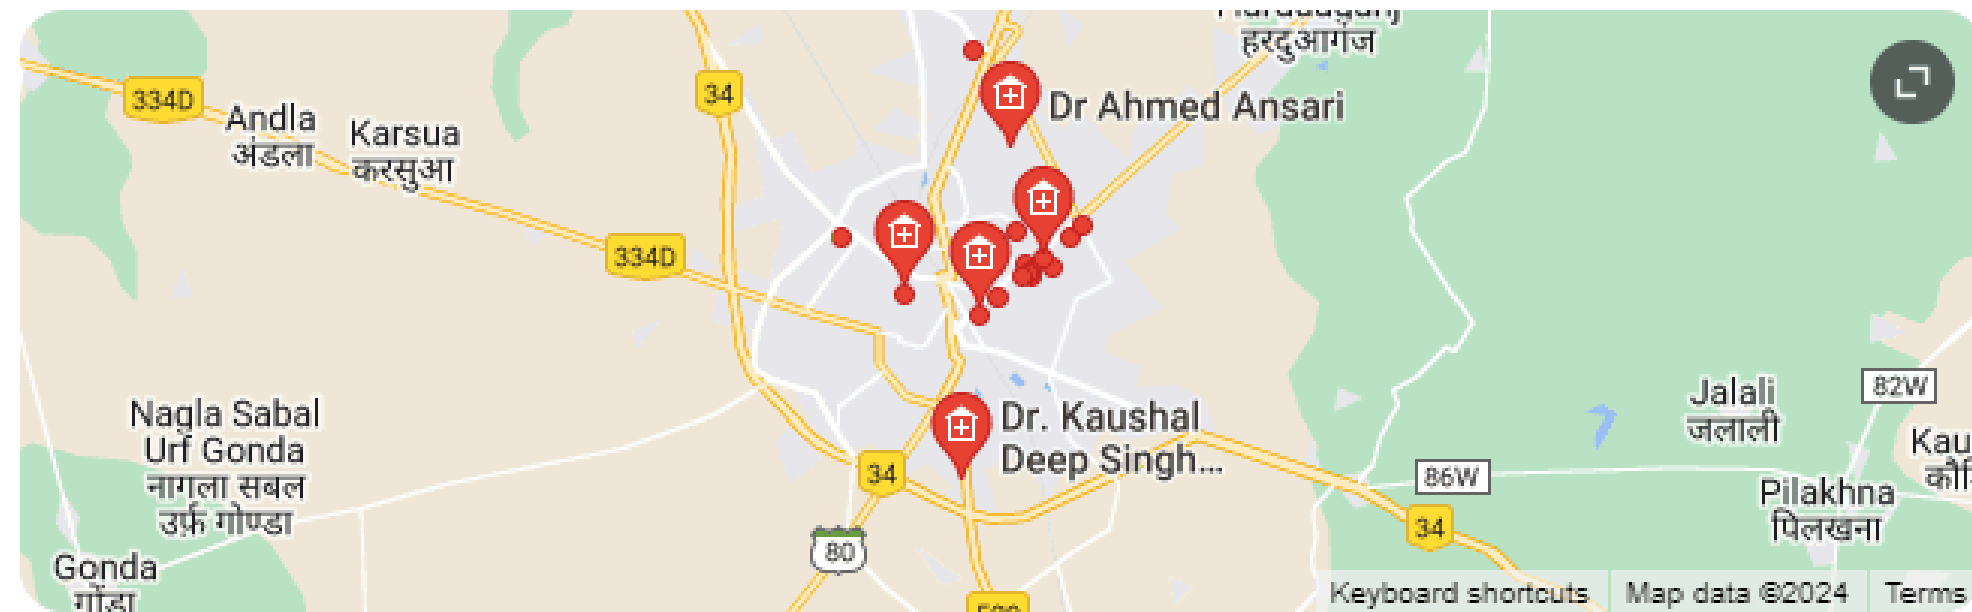 हरदुआगंज
334D
34
Dr Ahmed Ansari
Andla
अंडला
Karsua
करसुआ
334D
Nagla Sabal
Urf Gonda
नागला सबल
उर्फ़ गोण्डा
Dr. Kaushal
Deep Singh...
Jalali
जलाली
82W
34
86W
Pilakhna
पिलखना
34
80
Gonda
गोंडा
Keyboard shortcuts
Map data ©2024
Terms